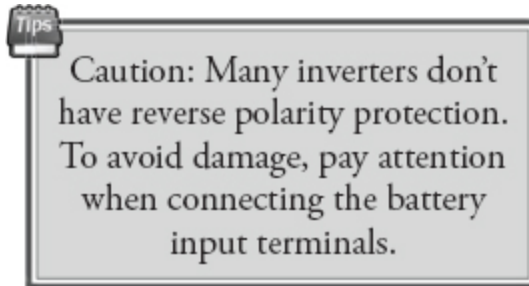 Tips
Caution: Many inverters don't
have reverse polarity protection.
To avoid damage, pay attention
when connecting the battery
input terminals.